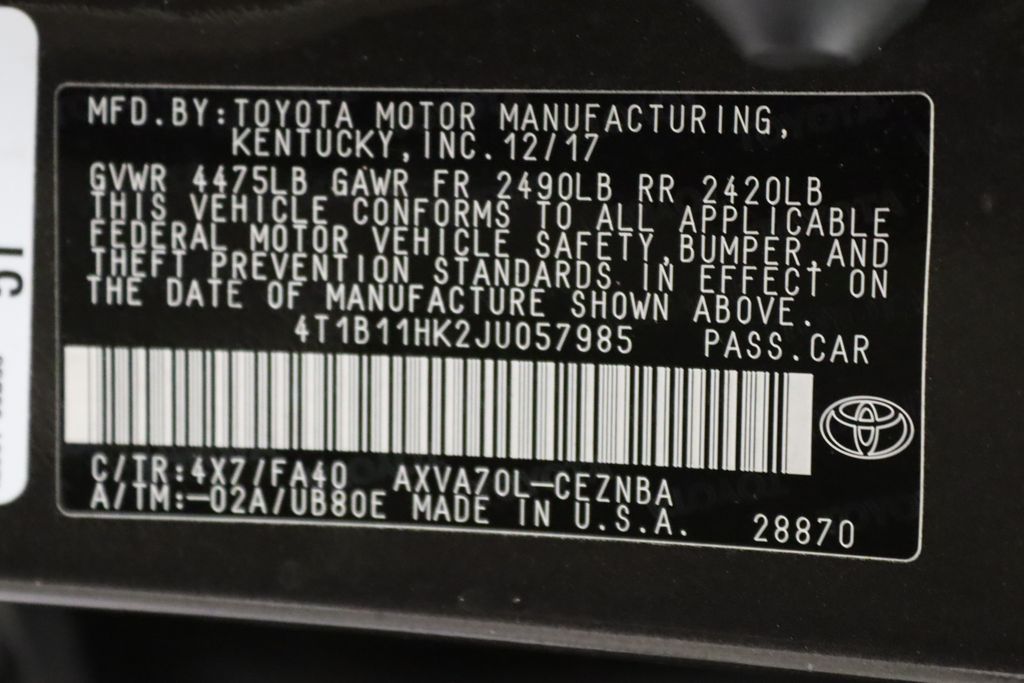 MFD.BY:TOYOTA MOTOR MANUFACTURING,
KENTUCKY,INC.12/17
GVWR 4475LB GAWR FR 2490LB RR 2420LB
THIS VEHICLE CONFORMS TO ALL APPLICABLE
FEDERAL MOTOR VEHICLE SAFETY,BUMPER,AND
THEFT PREVENTION STANDARDS IN EFFECT ON
THE DATE OF MANUFACTURE SHOWN ABOVE.
4T1B11HK2JU057985 PASS.CAR
C/TR:4X7/FA40 AXVA70L-CEZNBA
A/TM:-02A/UB80E MADE IN U.S.A. 28870